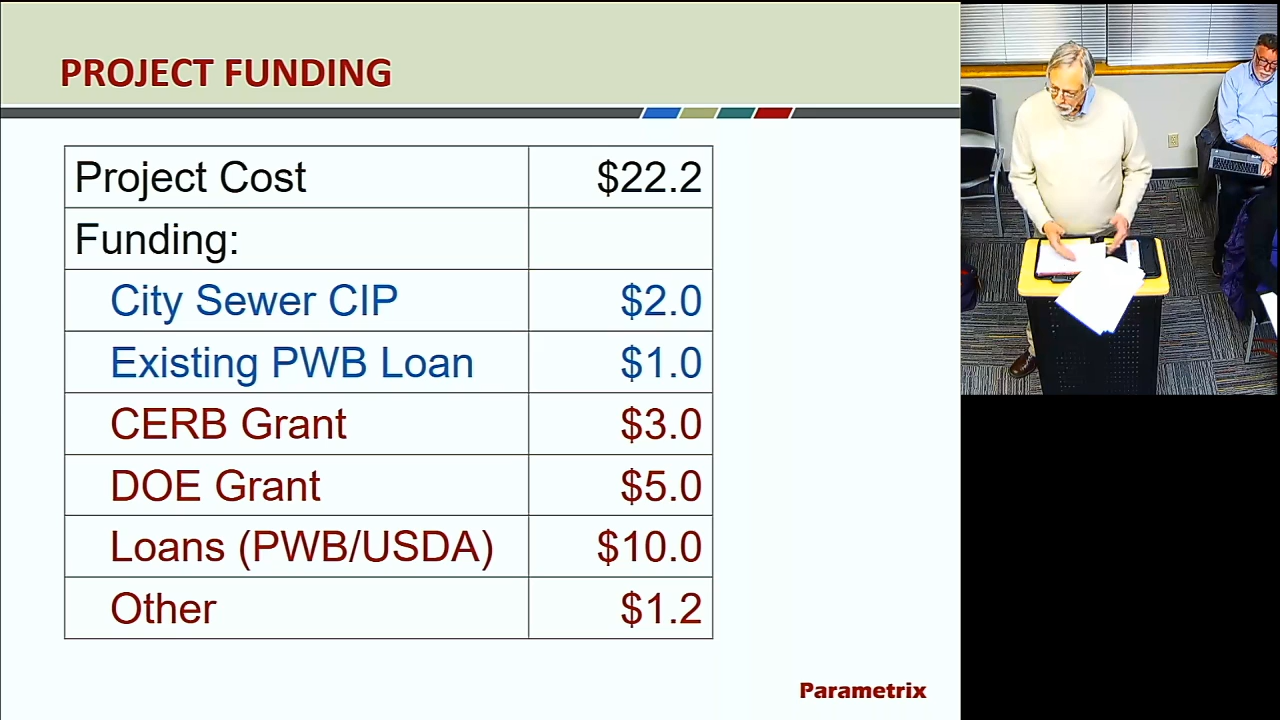 PROJECT FUNDING
Project Cost $22.2
Funding:
City Sewer CIP $2.0
Existing PWB Loan $1.0
CERB Grant $3.0
DOE Grant $5.0
Loans (PWB/USDA) $10.0
Other $1.2
Parametrix